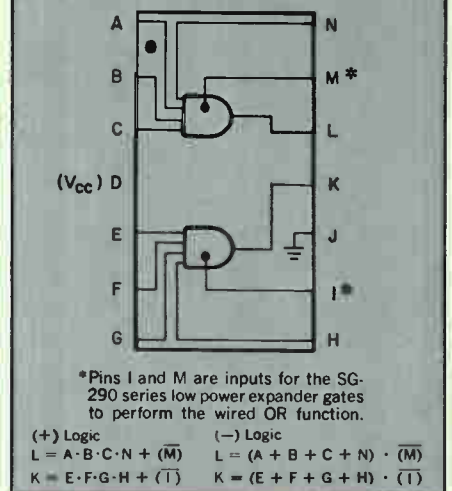 A
N
B
M*
C
L
(VCC) D
K
E
J
F
I*
G
H
*Pins I and M are inputs for the SG-
290 series low power expander gates
to perform the wired OR function.
(+) Logic (−) Logic
L = A·B·C·N + (M̅) L = (A + B + C + N) · (M̅)
K = E·F·G·H + (I̅) K = (E + F + G + H) · (I̅)